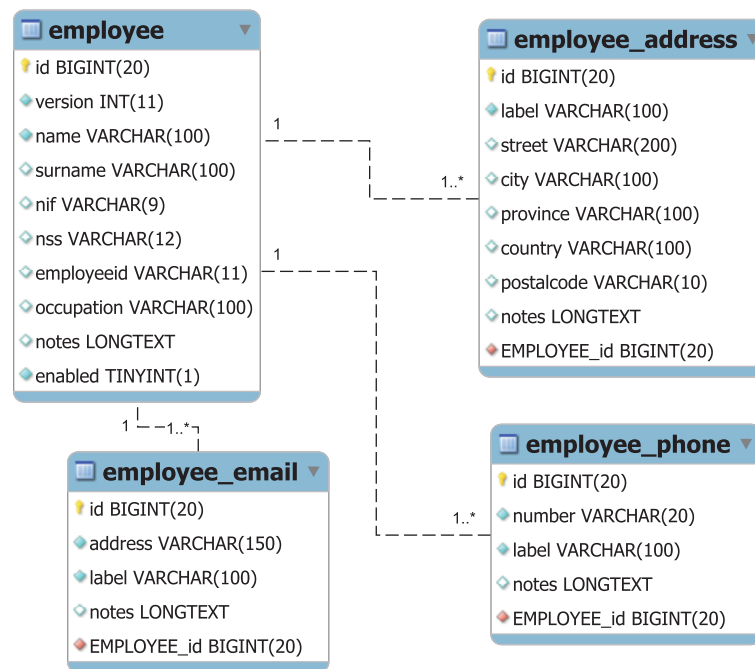 employee
id BIGINT(20)
version INT(11)
name VARCHAR(100)
surname VARCHAR(100)
nif VARCHAR(9)
nss VARCHAR(12)
employeeid VARCHAR(11)
occupation VARCHAR(100)
notes LONGTEXT
enabled TINYINT(1)
1
1..*
1
1..*
1
1..*
employee_address
id BIGINT(20)
label VARCHAR(100)
street VARCHAR(200)
city VARCHAR(100)
province VARCHAR(100)
country VARCHAR(100)
postalcode VARCHAR(10)
notes LONGTEXT
EMPLOYEE_id BIGINT(20)
employee_email
id BIGINT(20)
address VARCHAR(150)
label VARCHAR(100)
notes LONGTEXT
EMPLOYEE_id BIGINT(20)
employee_phone
id BIGINT(20)
number VARCHAR(20)
label VARCHAR(100)
notes LONGTEXT
EMPLOYEE_id BIGINT(20)